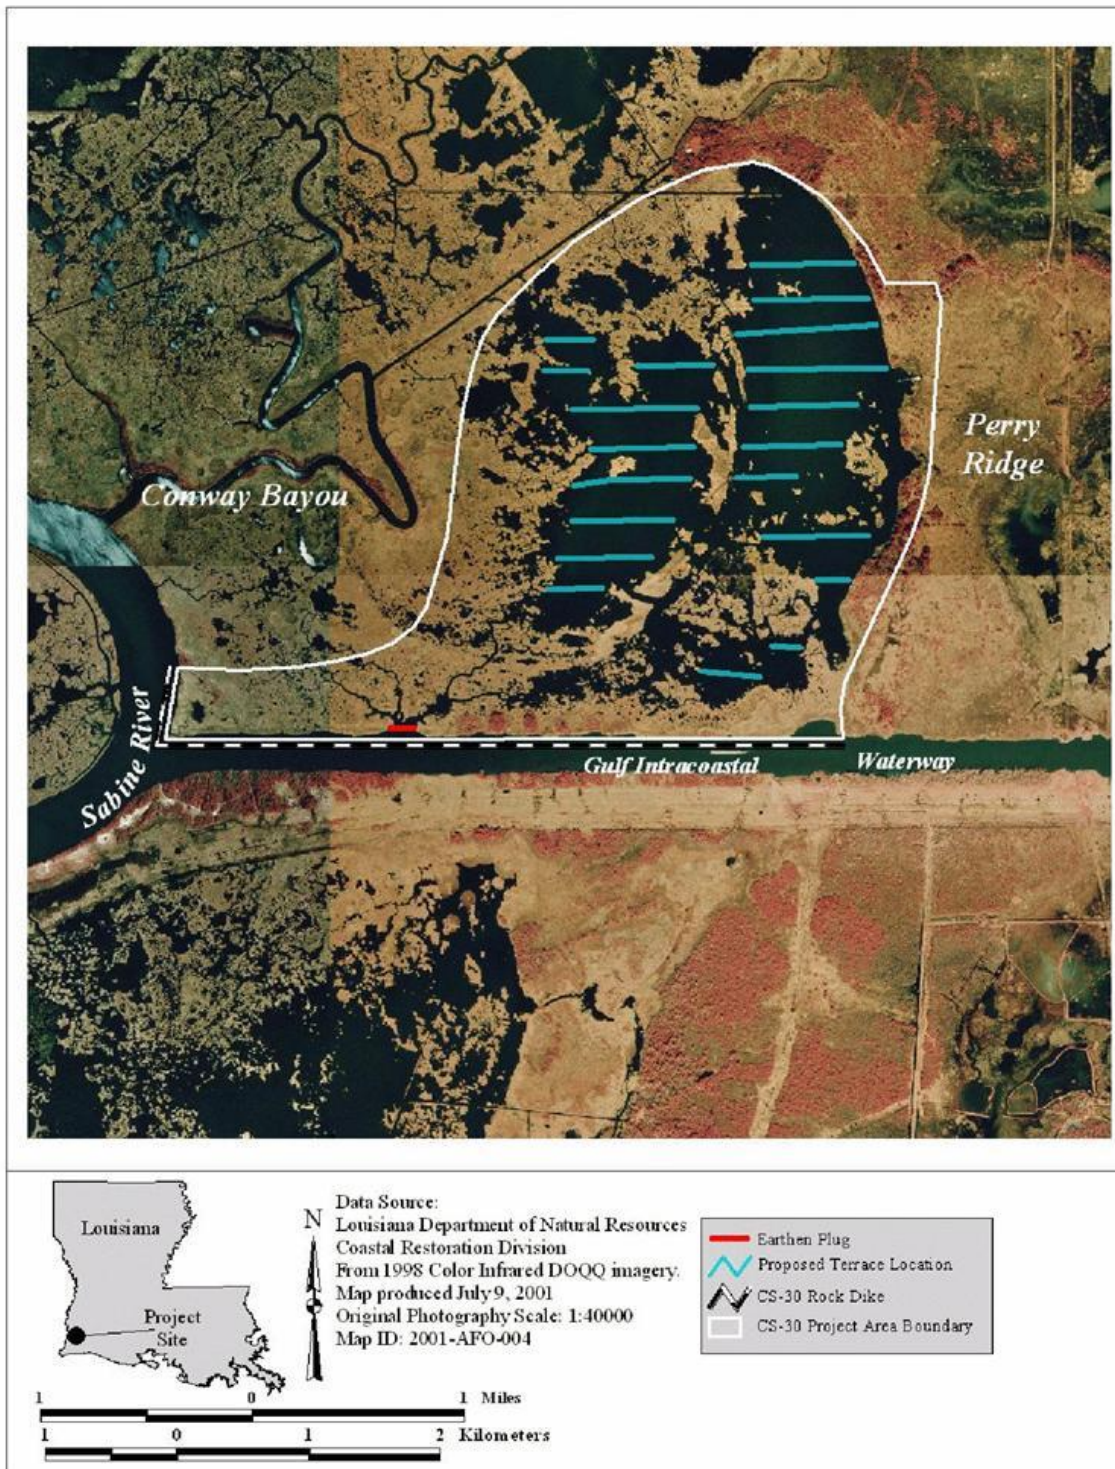 Perry
Ridge
Conway Bayou
Sabine River
Gulf Intracoastal
Waterway
Louisiana
Project
Site
N
Data Source:
Louisiana Department of Natural Resources
Coastal Restoration Division
From 1998 Color Infrared DOQQ imagery.
Map produced July 9, 2001
Original Photography Scale: 1:40000
Map ID: 2001-AFO-004
Earthen Plug
Proposed Terrace Location
CS-30 Rock Dike
CS-30 Project Area Boundary
1 0 1 Miles
1 0 1 2 Kilometers